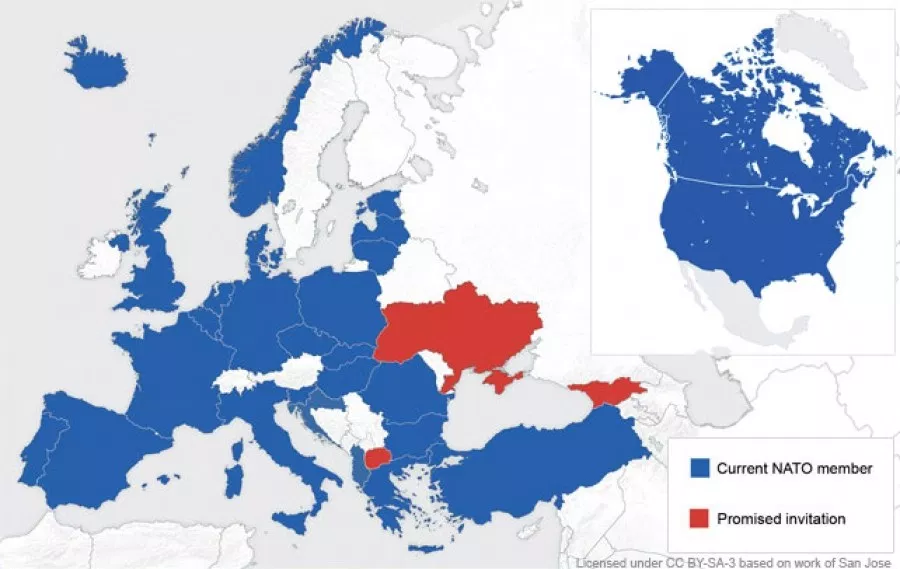 Current NATO member
Promised invitation
Licensed under CC BY-SA-3 based on work of San Jose